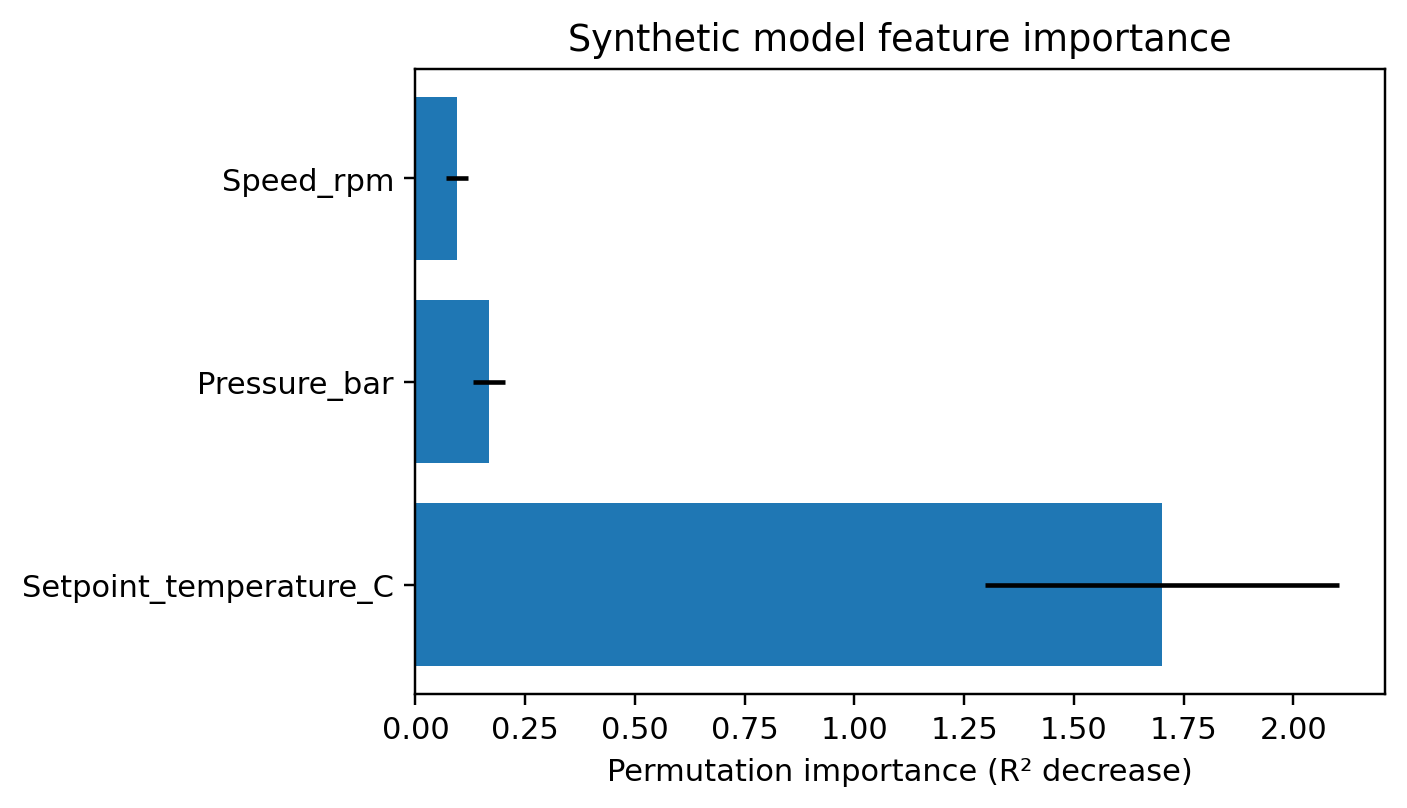 Synthetic model feature importance
Speed_rpm
Pressure_bar
Setpoint_temperature_C
0.00 0.25 0.50 0.75 1.00 1.25 1.50 1.75 2.00
Permutation importance (R² decrease)